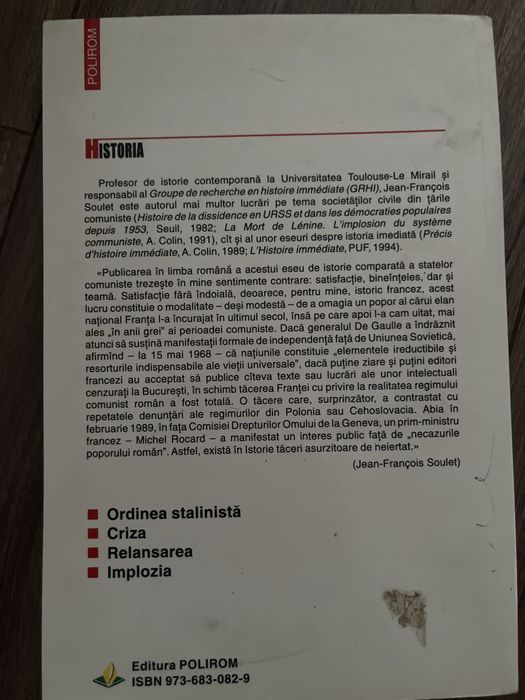 POLIROM
HISTORIA
Profesor de istorie contemporană la Universitatea Toulouse-Le Mirail și
responsabil al Groupe de recherche en histoire immédiate (GRHI), Jean-François
Soulet este autorul mai multor lucrări pe tema societăților civile din țările
comuniste (Histoire de la dissidence en URSS et dans les démocraties populaires
depuis 1953, Seuil, 1982; La Mort de Lénine. L'implosion du système
communiste, A. Colin, 1991), cît și al unor eseuri despre istoria imediată (Précis
d'histoire immédiate, A. Colin, 1989; L'Histoire immédiate, PUF, 1994).
«Publicarea în limba română a acestui eseu de istorie comparată a statelor
comuniste trezește în mine sentimente contrare: satisfacție, bineînțeles, dar și
teamă. Satisfacție fără îndoială, deoarece, pentru mine, istoric francez, acest
lucru constituie o modalitate – deși modestă – de a omagia un popor al cărui elan
național Franța l-a încurajat în ultimul secol, însă pe care apoi l-a cam uitat, mai
ales „în anii grei” ai perioadei comuniste. Dacă generalul De Gaulle a îndrăznit
atunci să susțină manifestații formale de independență față de Uniunea Sovietică,
afirmînd – la 15 mai 1968 – că națiunile constituie „elementele ireductibile și
resorturile indispensabile ale vieții universale”, dacă puține ziare și puțini editori
francezi au acceptat să publice cîteva texte sau lucrări ale unor intelectuali
cenzurați la București, în schimb tăcerea Franței cu privire la realitatea regimului
comunist român a fost totală. O tăcere care, surprinzător, a contrastat cu
repetatele denunțări ale regimurilor din Polonia sau Cehoslovacia. Abia în
februarie 1989, în fața Comisiei Drepturilor Omului de la Geneva, un prim-ministru
francez – Michel Rocard – a manifestat un interes public față de „necazurile
poporului român”. Astfel, există în Istorie tăceri asurzitoare de neiertat.»
(Jean-François Soulet)
Ordinea stalinistă
Criza
Relansarea
Implozia
Editura POLIROM
ISBN 973-683-082-9